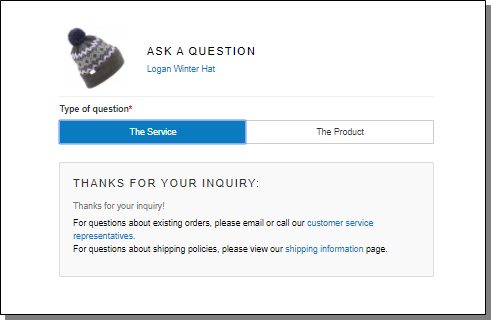 ASK A QUESTION
Logan Winter Hat
Type of question*
The Service
The Product
THANKS FOR YOUR INQUIRY:
Thanks for your inquiry!
For questions about existing orders, please email or call our customer service
representatives.
For questions about shipping policies, please view our shipping information page.